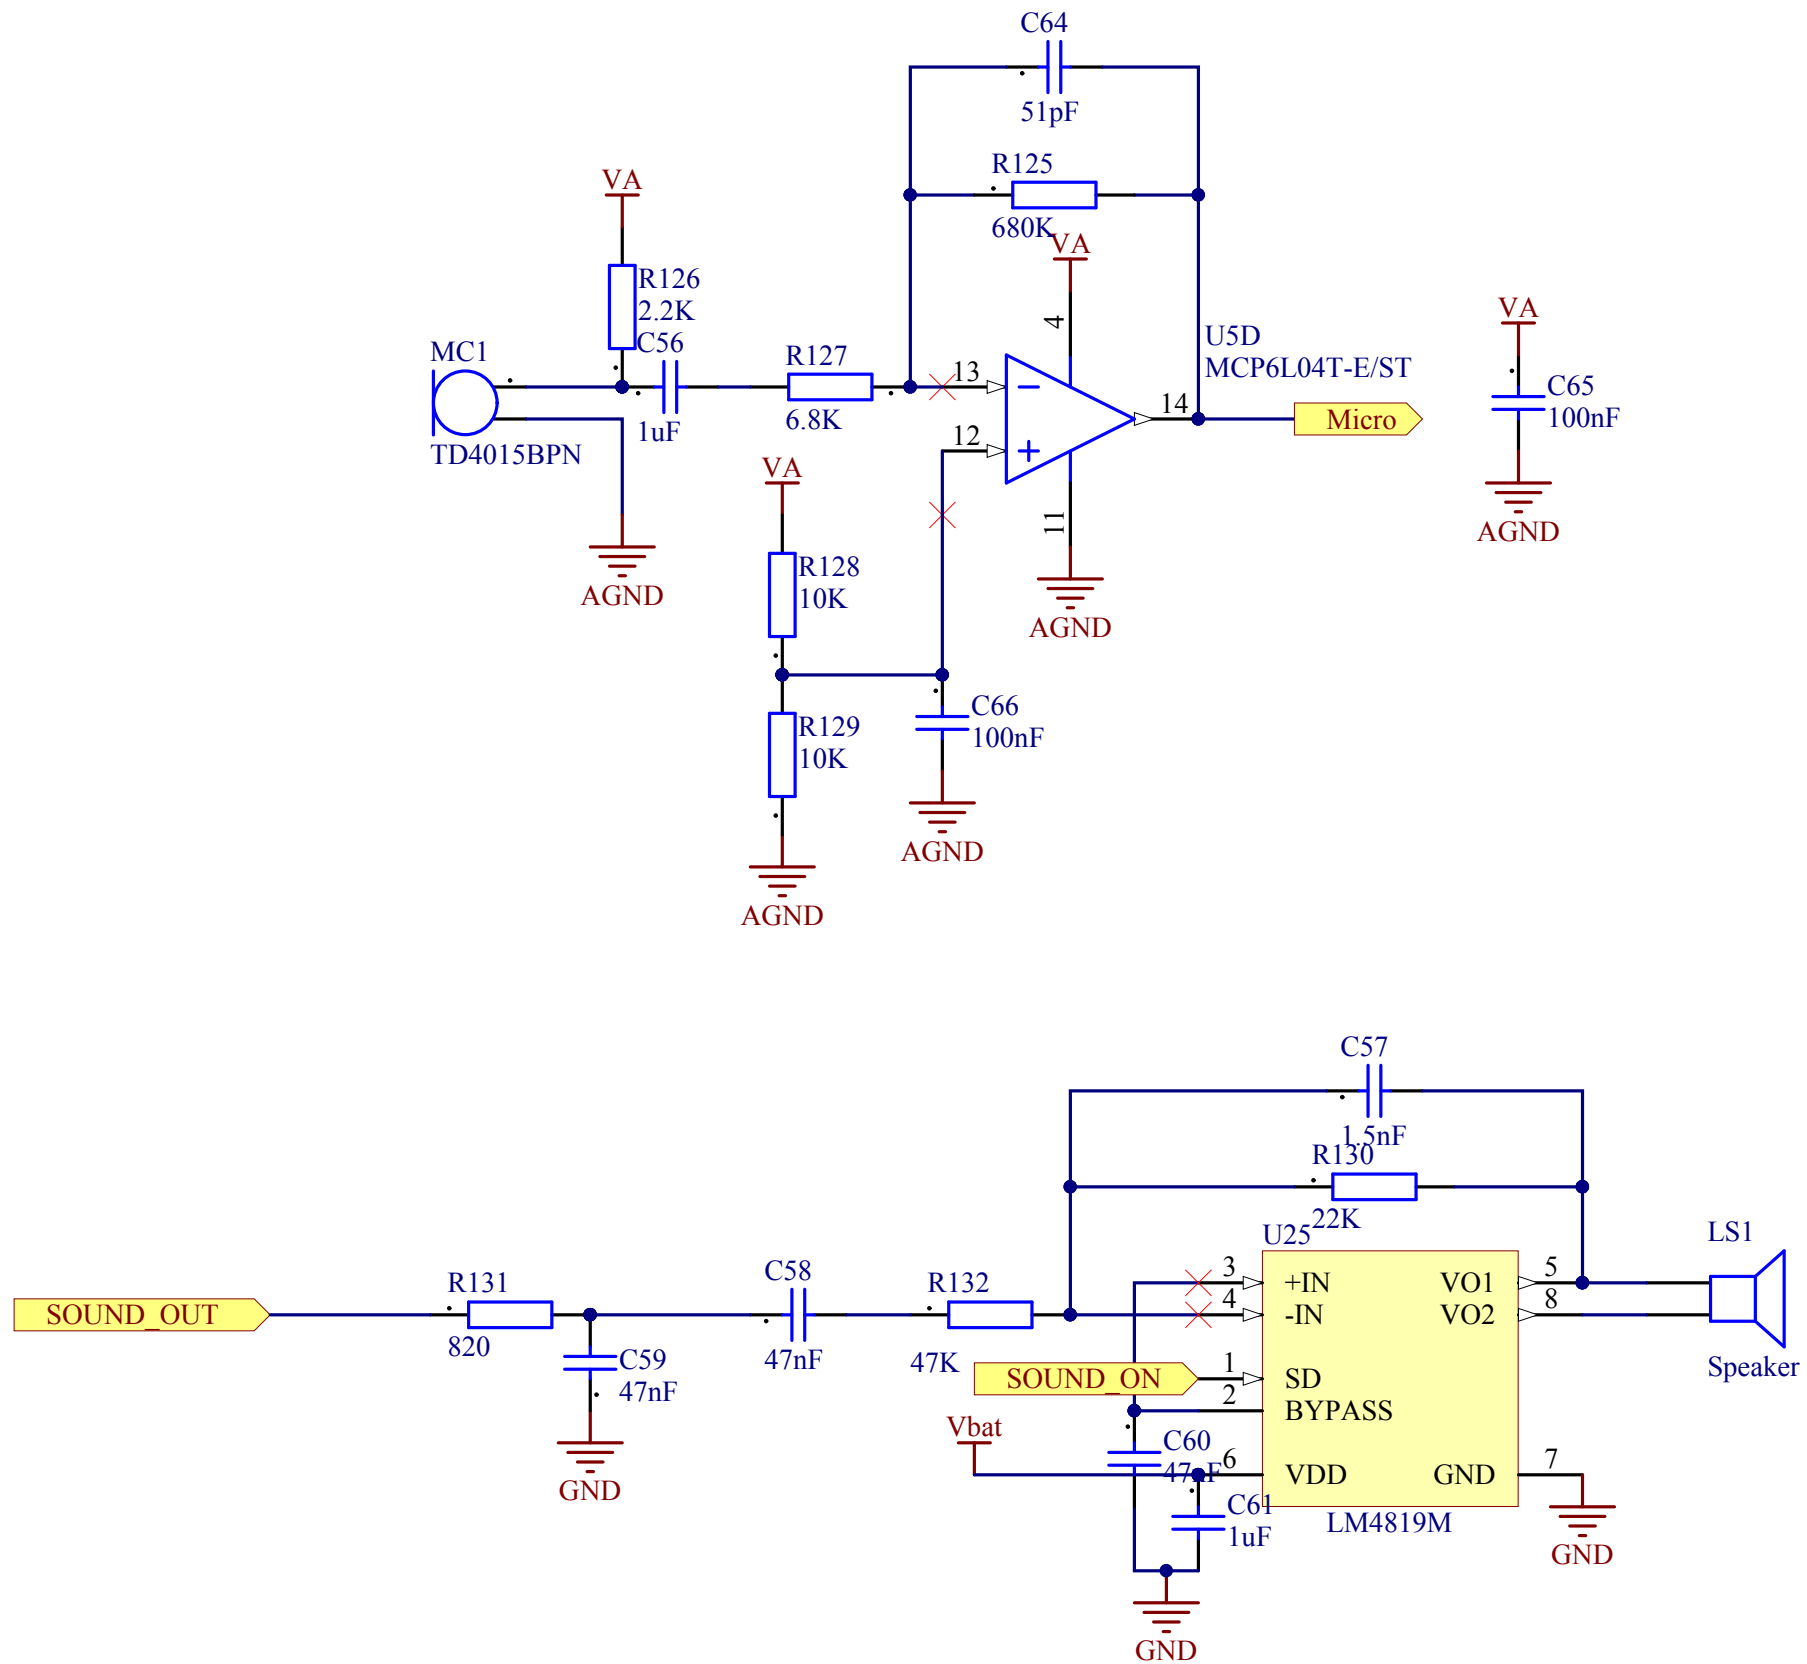 C64
51pF
R125
680K
VA
VA
R126
2.2K
C56
1uF
MC1
TD4015BPN
R127
6.8K
13
12
4
11
14
U5D
MCP6L04T-E/ST
Micro
VA
C65
100nF
AGND
AGND
VA
R128
10K
AGND
R129
10K
C66
100nF
AGND
AGND
C57
1.5nF
R130
22K
U25
LS1
Speaker
SOUND_OUT
R131
820
C59
47nF
GND
C58
47nF
R132
47K
3
+IN
VO1
5
4
-IN
VO2
8
SOUND_ON
1
SD
2
BYPASS
Vbat
C60
47nF
6
VDD
GND
7
C61
1uF
LM4819M
GND
GND